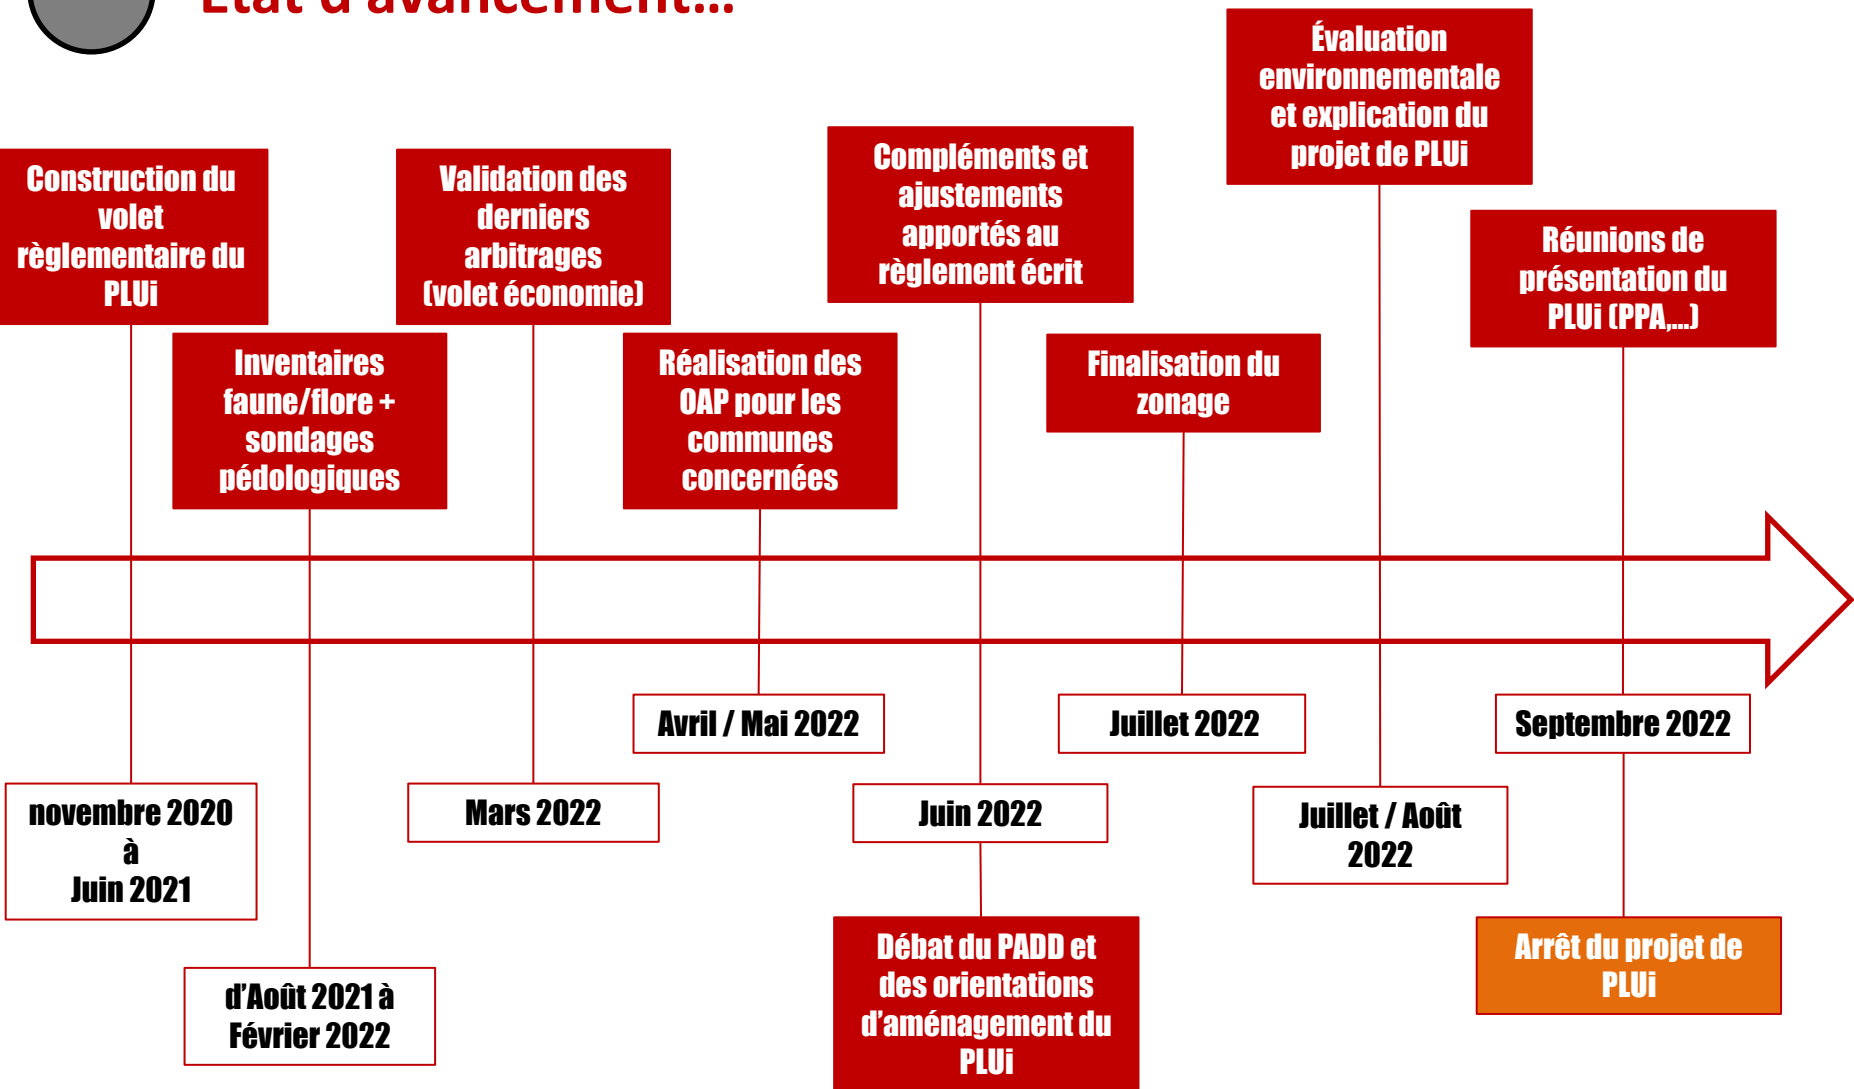 État d'avancement...
Construction du
volet
règlementaire du
PLUi
Inventaires
faune/flore +
sondages
pédologiques
Validation des
derniers
arbitrages
(volet économie)
Réalisation des
OAP pour les
communes
concernées
Compléments et
ajustements
apportés au
règlement écrit
Finalisation du
zonage
Évaluation
environnementale
et explication du
projet de PLUi
Réunions de
présentation du
PLUi (PPA,...)
novembre 2020
à
Juin 2021
d'Août 2021 à
Février 2022
Mars 2022
Avril / Mai 2022
Juin 2022
Juillet 2022
Juillet / Août
2022
Septembre 2022
Débat du PADD et
des orientations
d'aménagement du
PLUi
Arrêt du projet de
PLUi